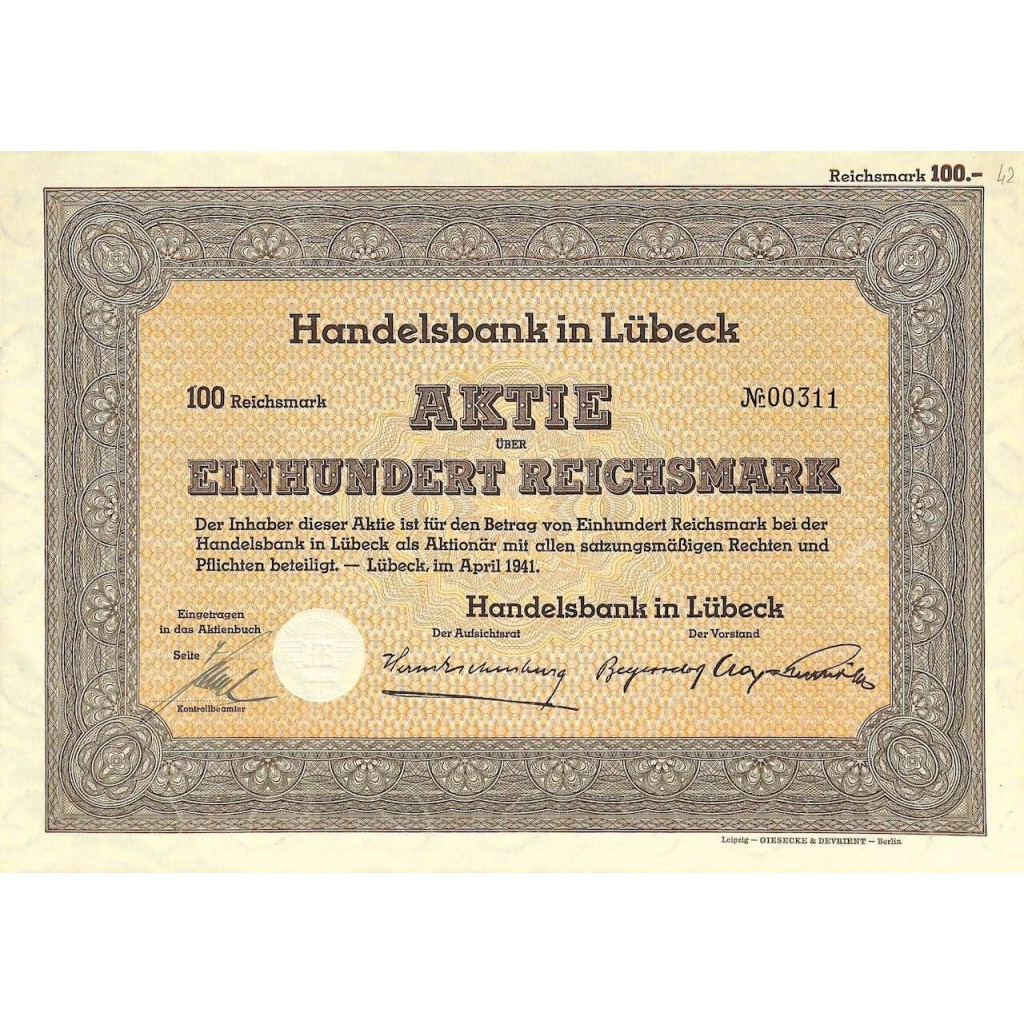 Reichsmark 100.- 42
Handelsbank in Lübeck
100 Reichsmark AKTIE № 00311
ÜBER
EINHUNDERT REICHSMARK
Der Inhaber dieser Aktie ist für den Betrag von Einhundert Reichsmark bei der
Handelsbank in Lübeck als Aktionär mit allen satzungsmäßigen Rechten und
Pflichten beteiligt. — Lübeck, im April 1941.
Handelsbank in Lübeck
Der Aufsichtsrat Der Vorstand
Eingetragen
in das Aktienbuch
Seite
Kontrollbeamter
HB
Leipzig — GIESECKE & DEVRIENT — Berlin